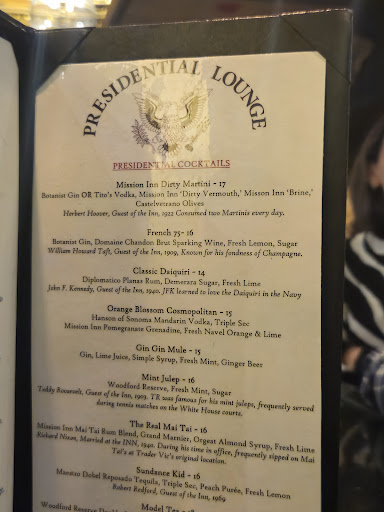 PRESIDENTIAL LOUNGE
PRESIDENTIAL COCKTAILS
Mission Inn Dirty Martini - 17
Botanist Gin OR Tito's Vodka, Mission Inn 'Dirty Vermouth,' Misson Inn 'Brine,'
Castelvetrano Olives
Herbert Hoover, Guest of the Inn, 1922 Consumed two Martinis every day.
French 75- 16
Botanist Gin, Domaine Chandon Brut Sparking Wine, Fresh Lemon, Sugar
William Howard Taft, Guest of the Inn, 1909, Known for his fondness of Champagne.
Classic Daiquiri - 14
Diplomatico Planas Rum, Demerara Sugar, Fresh Lime
John F. Kennedy, Guest of the Inn, 1940. JFK learned to love the Daiquiri in the Navy
Orange Blossom Cosmopolitan - 15
Hanson of Sonoma Mandarin Vodka, Triple Sec
Mission Inn Pomegranate Grenadine, Fresh Navel Orange & Lime
Gin Gin Mule - 15
Gin, Lime Juice, Simple Syrup, Fresh Mint, Ginger Beer
Mint Julep - 16
Woodford Reserve, Fresh Mint, Sugar
Teddy Roosevelt, Guest of the Inn, 1903. TR was famous for his mint juleps, frequently served
during tennis matches on the White House courts.
The Real Mai Tai - 16
Mission Inn Mai Tai Rum Blend, Grand Marnier, Orgeat Almond Syrup, Fresh Lime
Richard Nixon, Married at the INN, 1940. During his time in office, frequently sipped on Mai
Tai's at Trader Vic's original location.
Sundance Kid - 16
Maestro Dobel Reposado Tequila, Triple Sec, Peach Purée, Fresh Lemon
Robert Redford, Guest of the Inn, 1969
Model Tea
Woodford Reserve